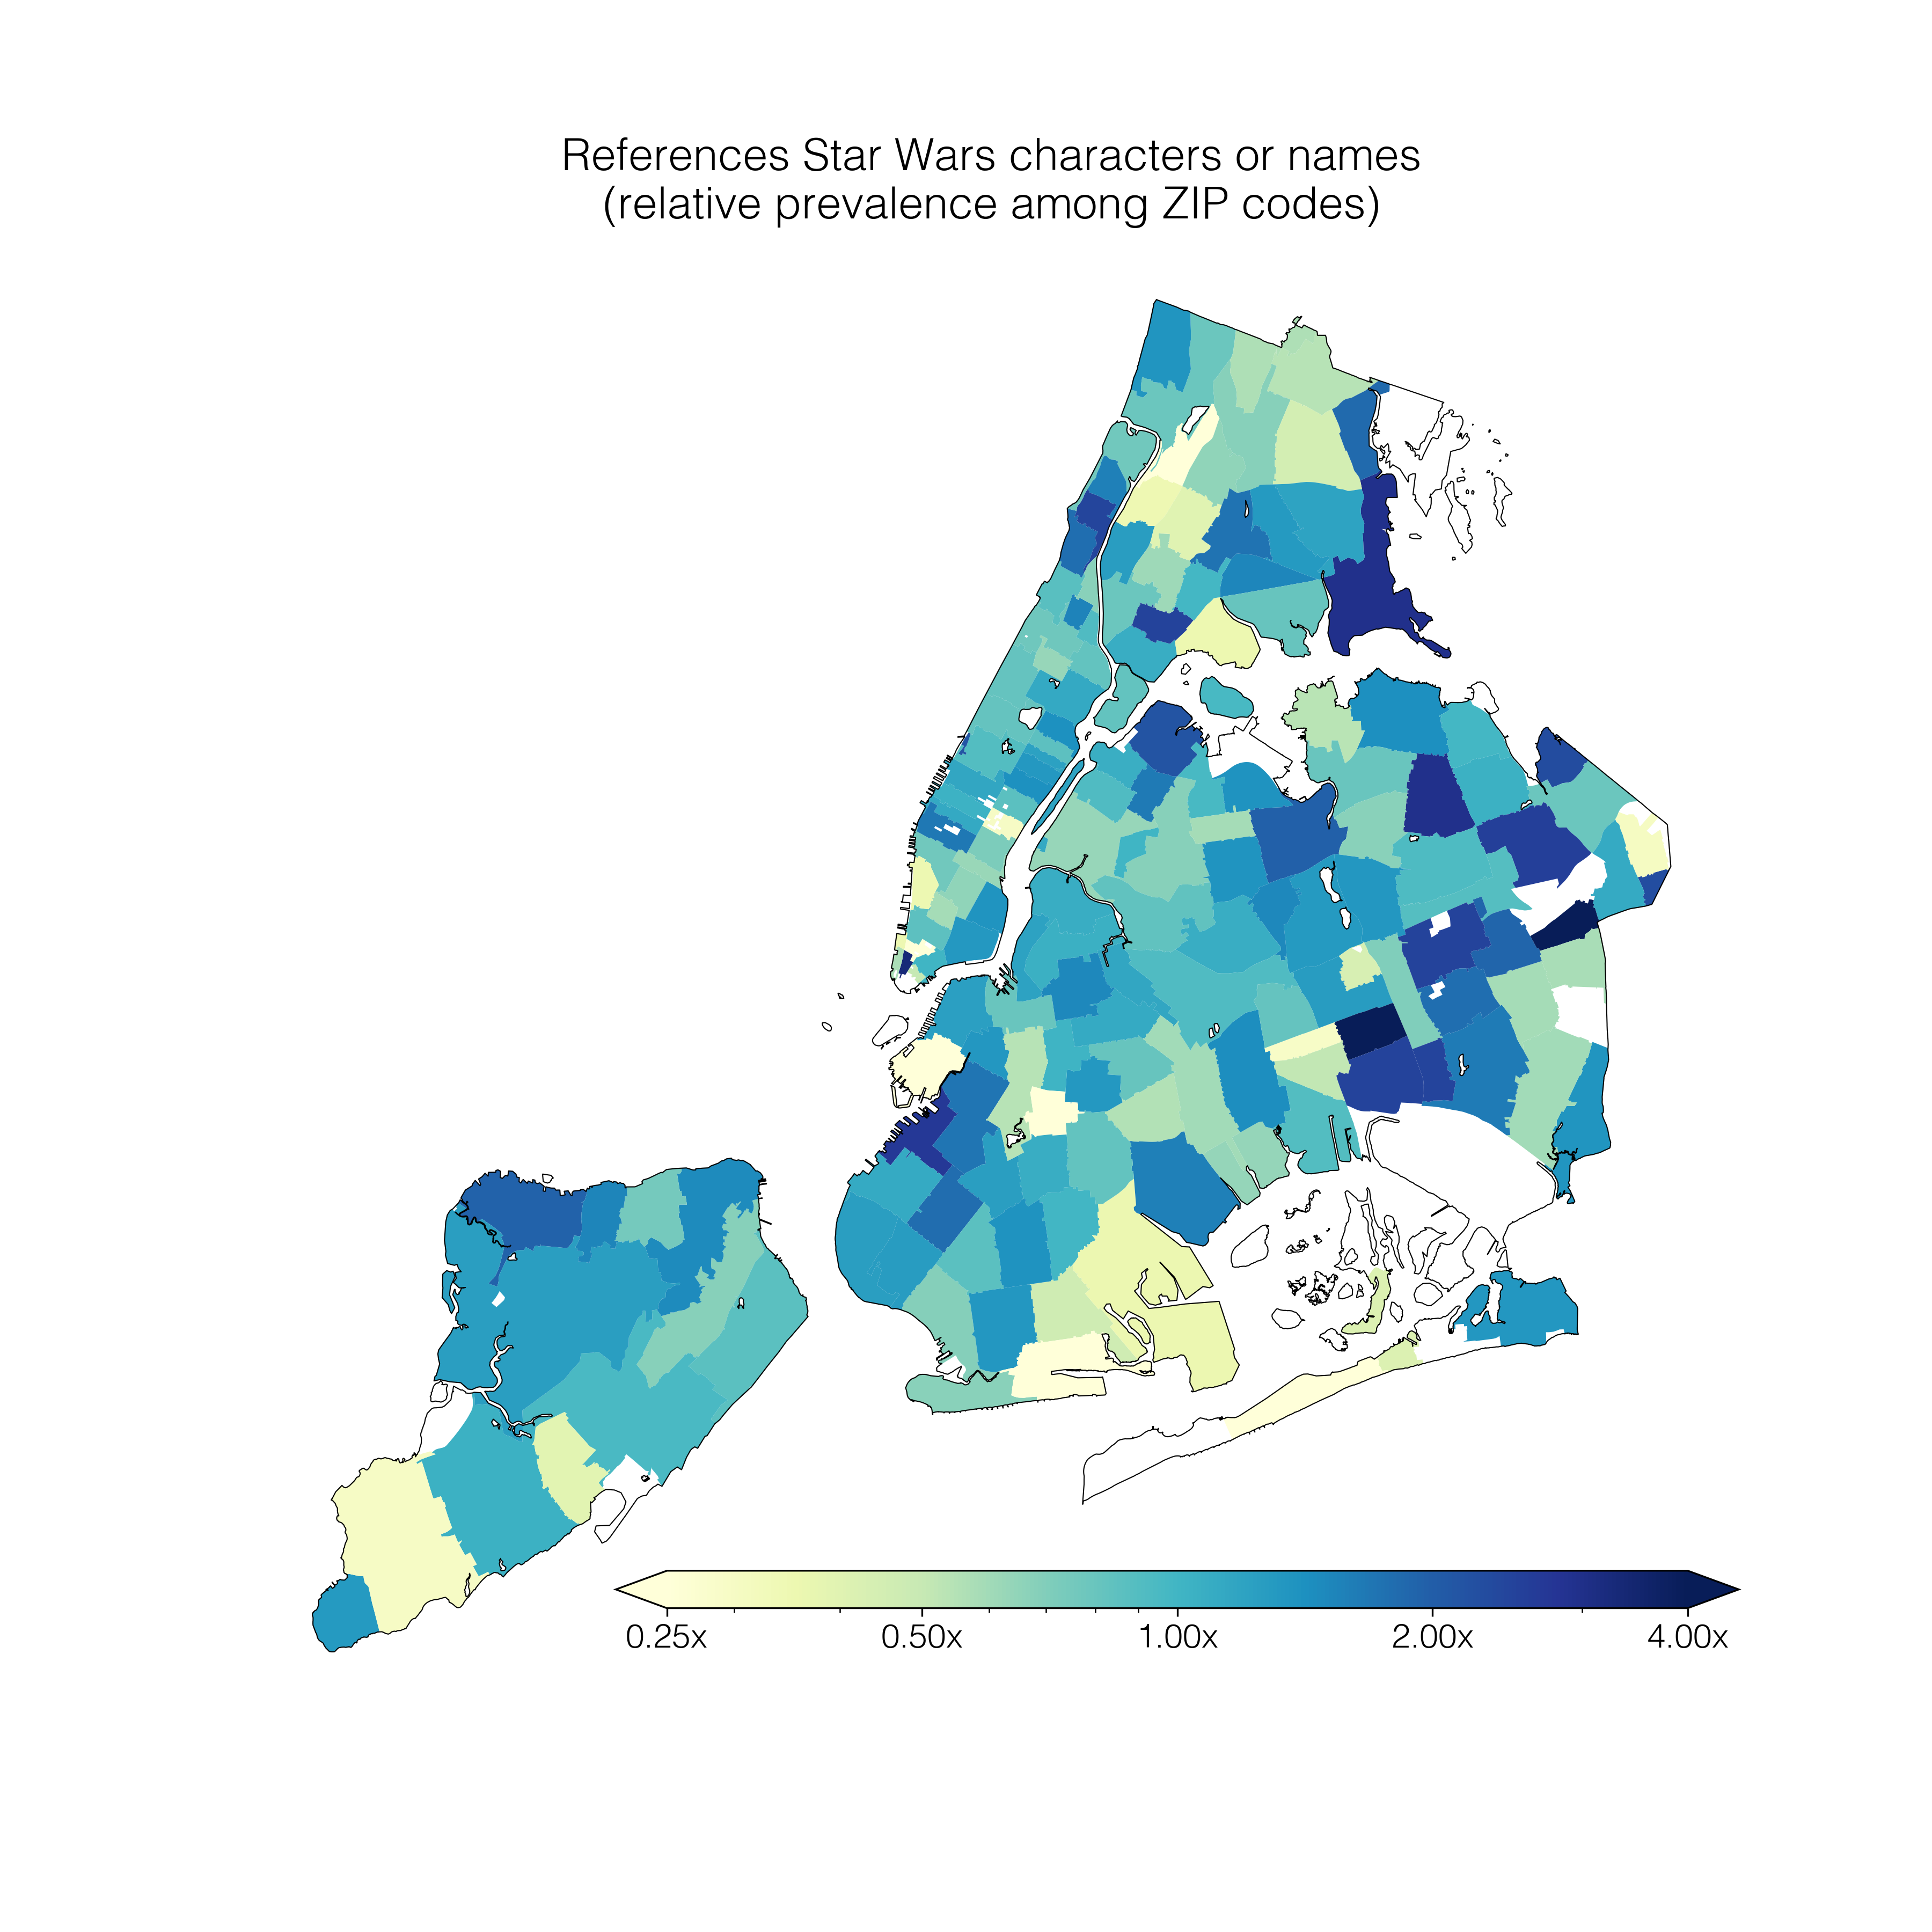 References Star Wars characters or names
(relative prevalence among ZIP codes)
0.25x 0.50x 1.00x 2.00x 4.00x